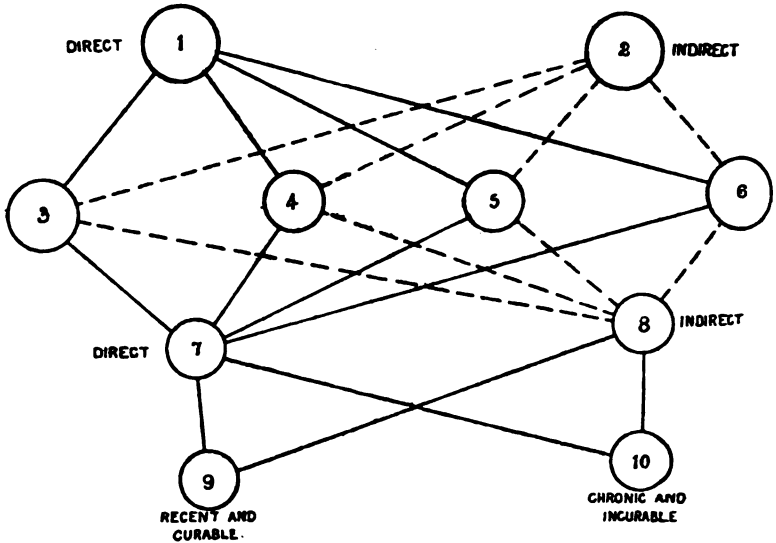 DIRECT
1
2
INDIRECT
3
4
5
6
DIRECT
7
8
INDIRECT
9
10
RECENT AND
CURABLE.
CHRONIC AND
INCURABLE